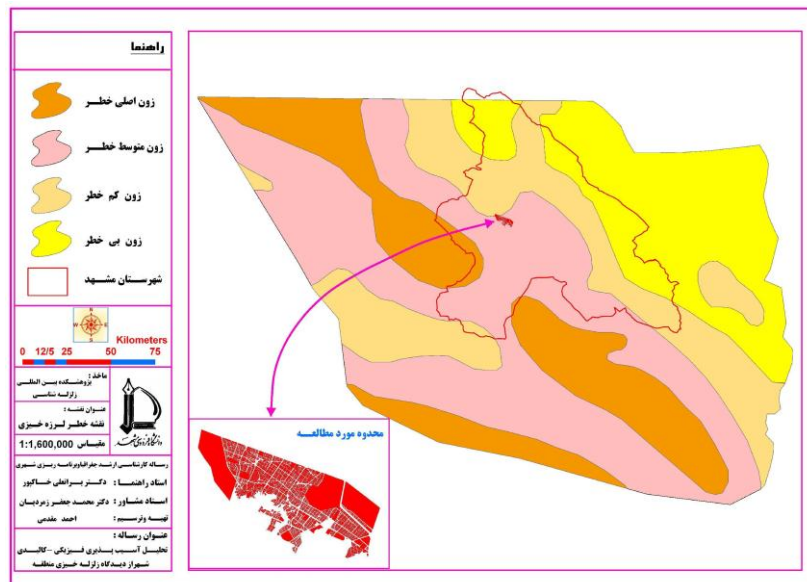 راهنما
زون اصلی خطر
زون متوسط خطر
زون کم خطر
زون بی خطر
شهرستان مشهد
N
W
E
S
Kilometers
0 12/5 25 50 75
ماخذ :
پژوهشکده بین المللی
زلزله شناسی
عنوان نقشه :
نقشه خطر لرزه خیزی
مقیاس 1:1,600,000
رساله کارشناسی ارشد جغرافیاوبرنامه ریزی شهری
استاد راهنما : دکتر براتعلی خاکپور
استاد مشاور : دکتر محمد جعفر زمردیان
تهیه وترسیم : احمد مقدمی
عنوان رساله :
تحلیل آسیب پذیری فیزیکی -کالبدی
شهراز دیدگاه زلزله خیزی منطقه
محدوده مورد مطالعه